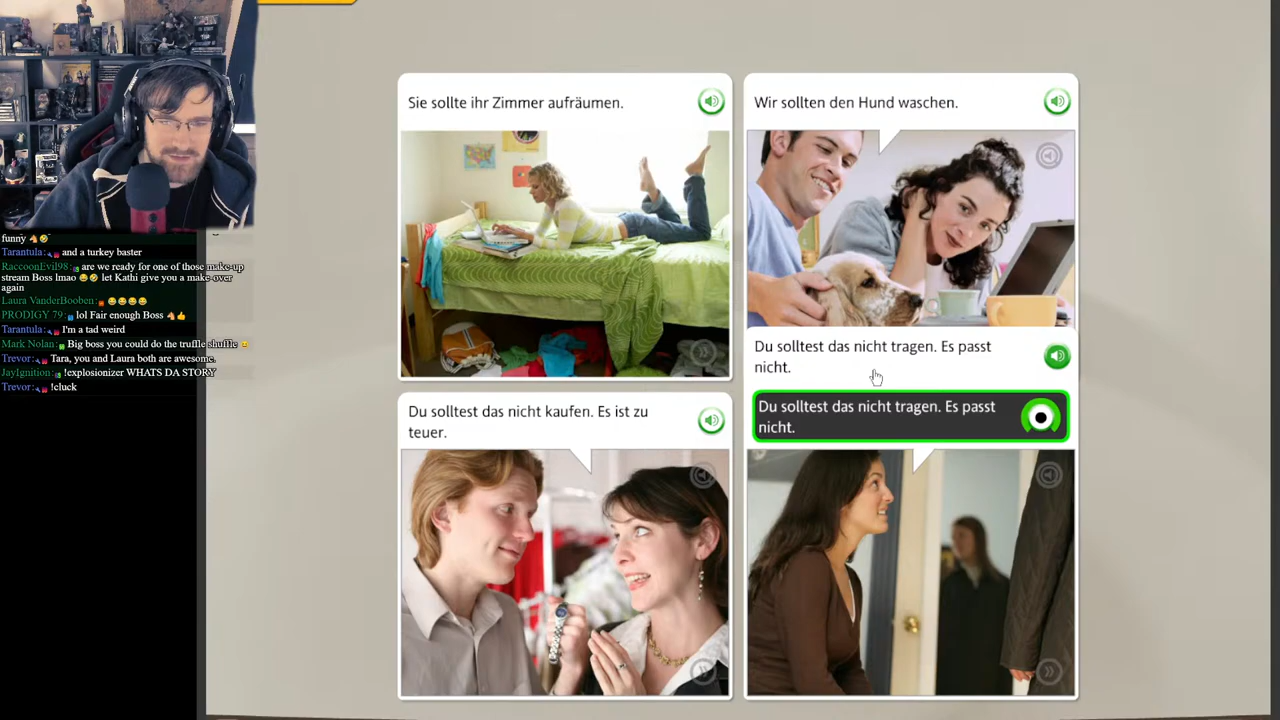 funny
Tarantula: and a turkey baster
RaccoonEvil98: are we ready for one of those make-up
stream Boss lmao let Kathi give you a make-over
again
Laura VanderBooben:
PRODIGY 79: lol Fair enough Boss
Tarantula: I'm a tad weird
Mark Nolan: Big boss you could do the truffle shuffle
Trevor: Tara, you and Laura both are awesome.
JayIgnition: !explosionizer WHATS DA STORY
Trevor: !cluck
Sie sollte ihr Zimmer aufräumen.
Wir sollten den Hund waschen.
Du solltest das nicht kaufen. Es ist zu
teuer.
Du solltest das nicht tragen. Es passt
nicht.
Du solltest das nicht tragen. Es passt
nicht.